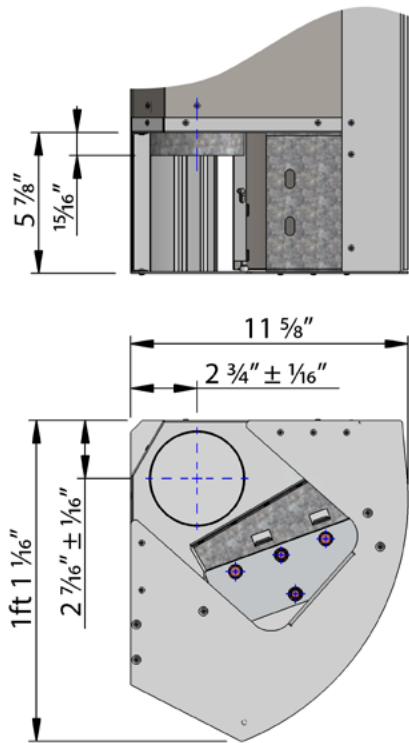 5 ⅞"
¹⁵⁄₁₆"
11 ⅝"
2 ¾" ± ¹⁄₁₆"
1ft 1 ¹⁄₁₆"
2 ⁷⁄₁₆" ± ¹⁄₁₆"